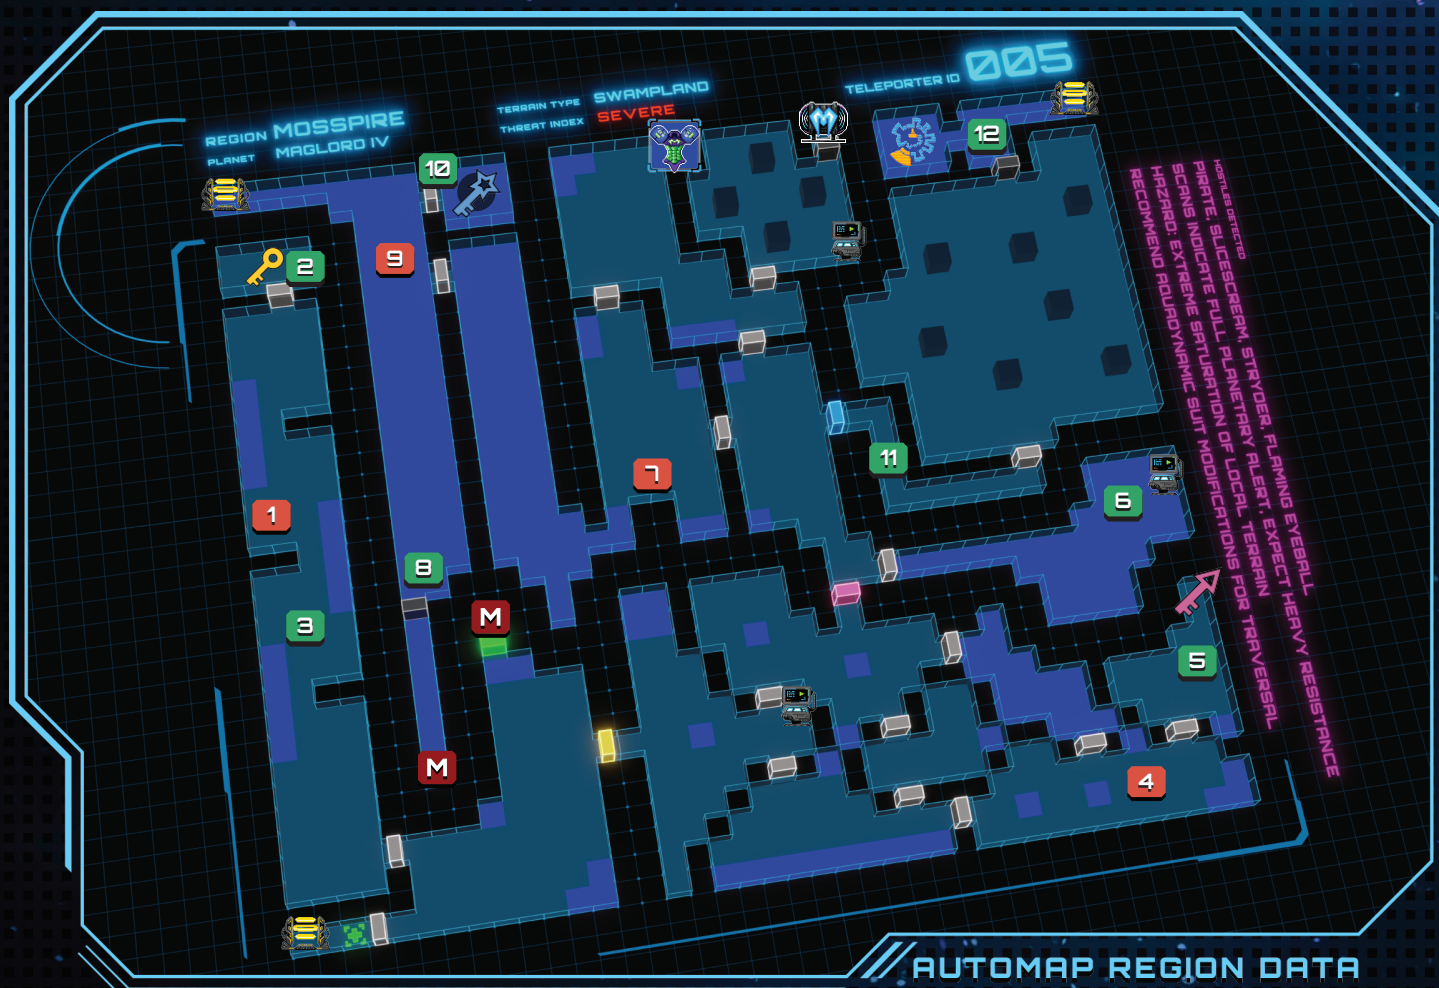 REGION MOSSPIRE
PLANET MAGLORD IV
TERRAIN TYPE SWAMPLAND
THREAT INDEX SEVERE
TELEPORTER ID 005
HOSTILES DETECTED
PIRATE, SLICESCREAM, STRYDER, FLAMING EYEBALL
SCANS INDICATE FULL PLANETARY ALERT, EXPECT HEAVY RESISTANCE
HAZARD: EXTREME SATURATION OF LOCAL TERRAIN
RECOMMEND AQUADYNAMIC SUIT MODIFICATIONS FOR TRAVERSAL
10
12
2
9
7
11
6
1
8
3
M
5
M
4
AUTOMAP REGION DATA